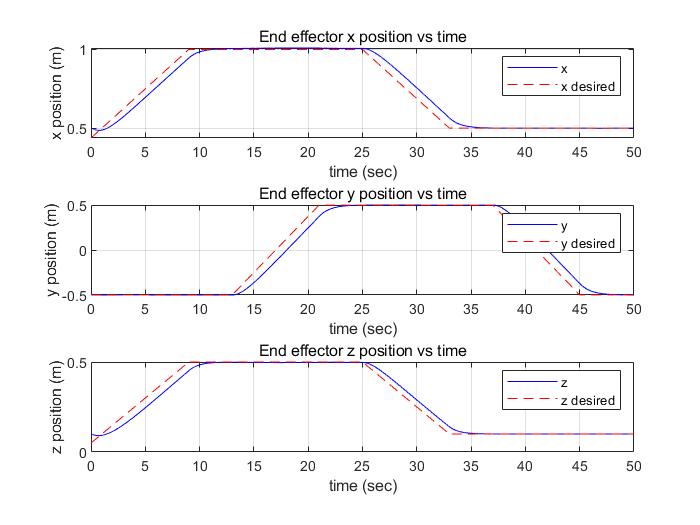 End effector x position vs time
x position (m)
1
0.5
x
x desired
0 5 10 15 20 25 30 35 40 45 50
time (sec)
End effector y position vs time
y position (m)
0.5
0
-0.5
y
y desired
0 5 10 15 20 25 30 35 40 45 50
time (sec)
End effector z position vs time
z position (m)
0.5
0
z
z desired
0 5 10 15 20 25 30 35 40 45 50
time (sec)